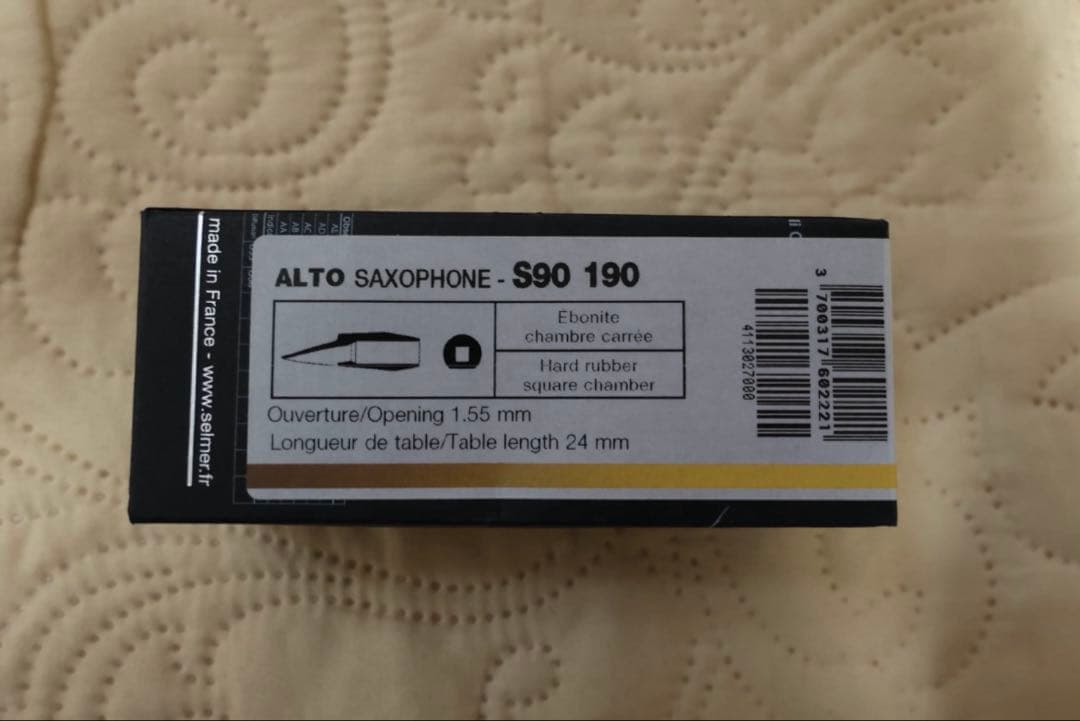 ALTO SAXOPHONE - S90 190
Ébonite
chambre carrée
Hard rubber
square chamber
Ouverture/Opening 1.55 mm
Longueur de table/Table length 24 mm
made in France - www.selmer.fr
4113027000
3 700317 602221